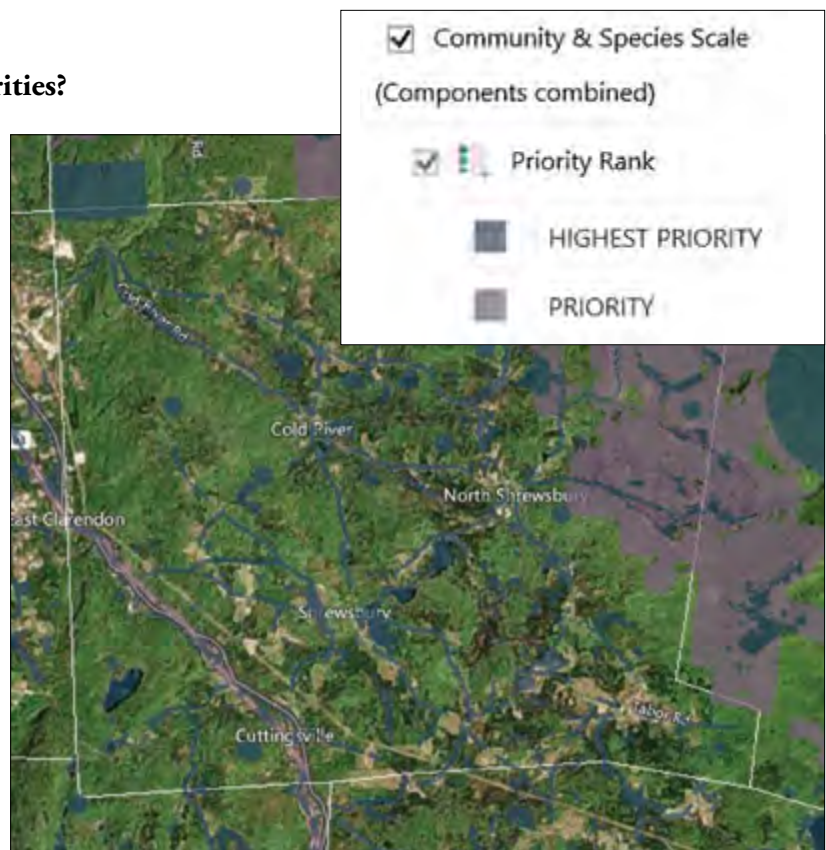 rities?
Community & Species Scale
(Components combined)
Priority Rank
HIGHEST PRIORITY
PRIORITY
Rd
Cold River Rd
Cold River
North Shrewsbury
East Clarendon
Shrewsbury
Tabor Rd
Cuttingsville